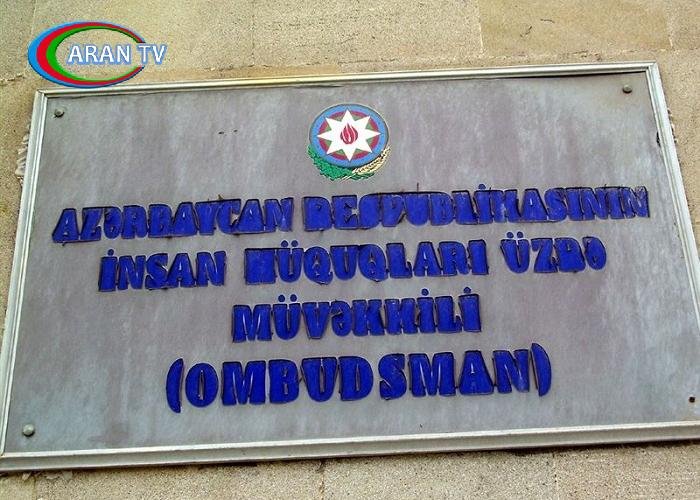 ARAN TV
AZƏRBAYCAN RESPUBLİKASININ
İNSAN HÜQUQLARI ÜZRƏ
MÜVƏKKİLİ
(OMBUDSMAN)